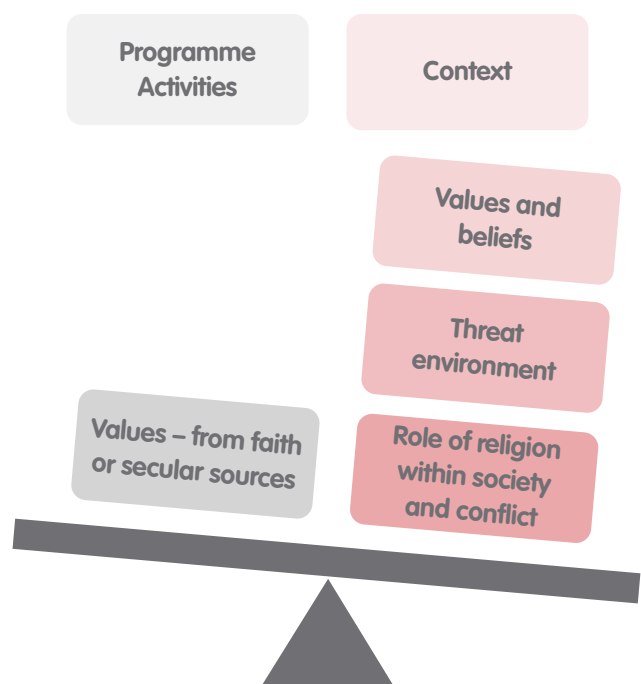 Programme
Activities
Context
Values and
beliefs
Threat
environment
Values – from faith
or secular sources
Role of religion
within society
and conflict